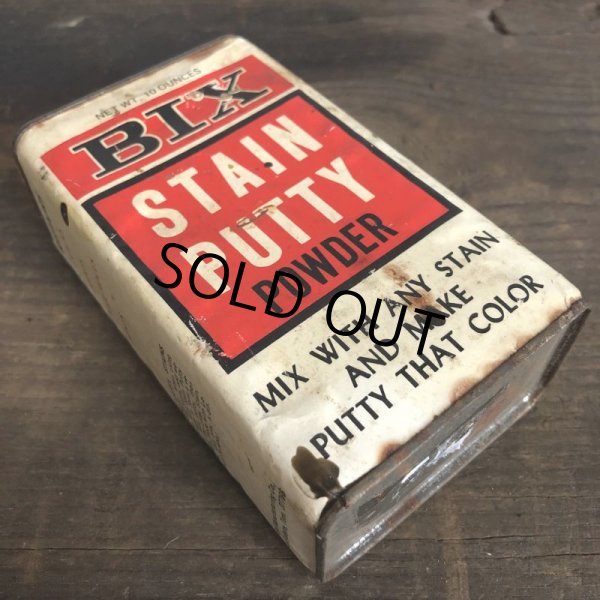 NET WT. 10 OUNCES
BIX
STAIN
PUTTY
POWDER
MIX WITH ANY STAIN
AND MAKE
PUTTY THAT COLOR
SOLD OUT